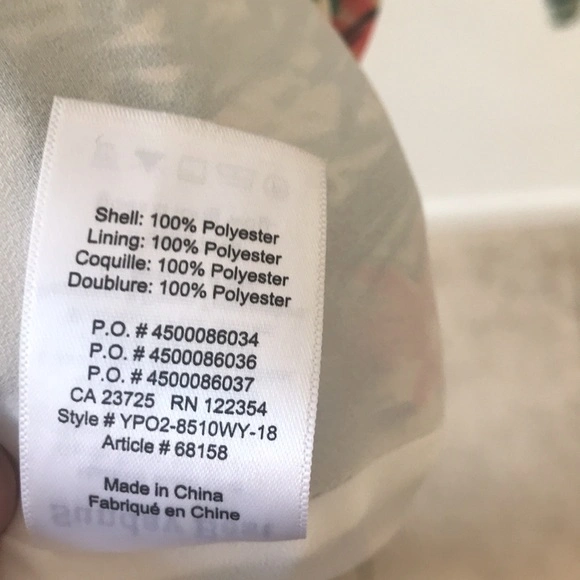 Shell: 100% Polyester
Lining: 100% Polyester
Coquille: 100% Polyester
Doublure: 100% Polyester
P.O. # 4500086034
P.O. # 4500086036
P.O. # 4500086037
CA 23725 RN 122354
Style # YPO2-8510WY-18
Article # 68158
Made in China
Fabriqué en Chine